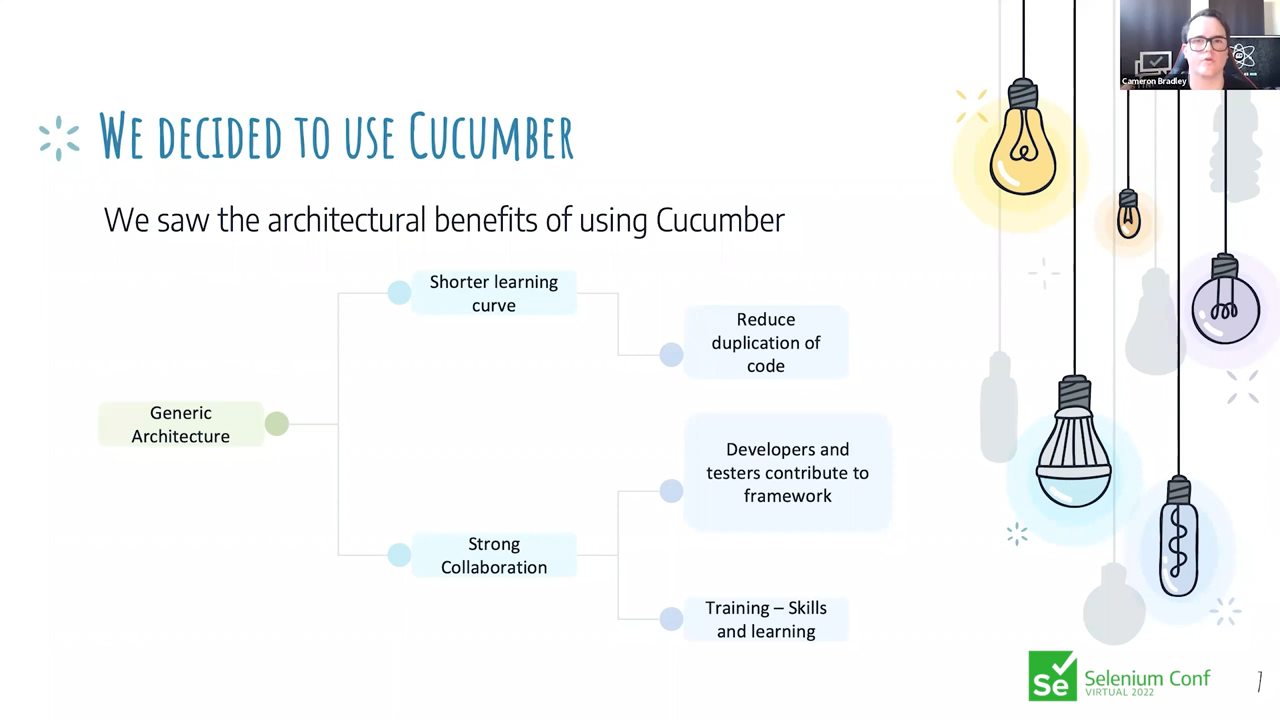 Cameron Bradley
We decided to use Cucumber
We saw the architectural benefits of using Cucumber
Shorter learning
curve
Reduce
duplication of
code
Generic
Architecture
Developers and
testers contribute to
framework
Strong
Collaboration
Training – Skills
and learning
Se
Selenium Conf
VIRTUAL 2022
7